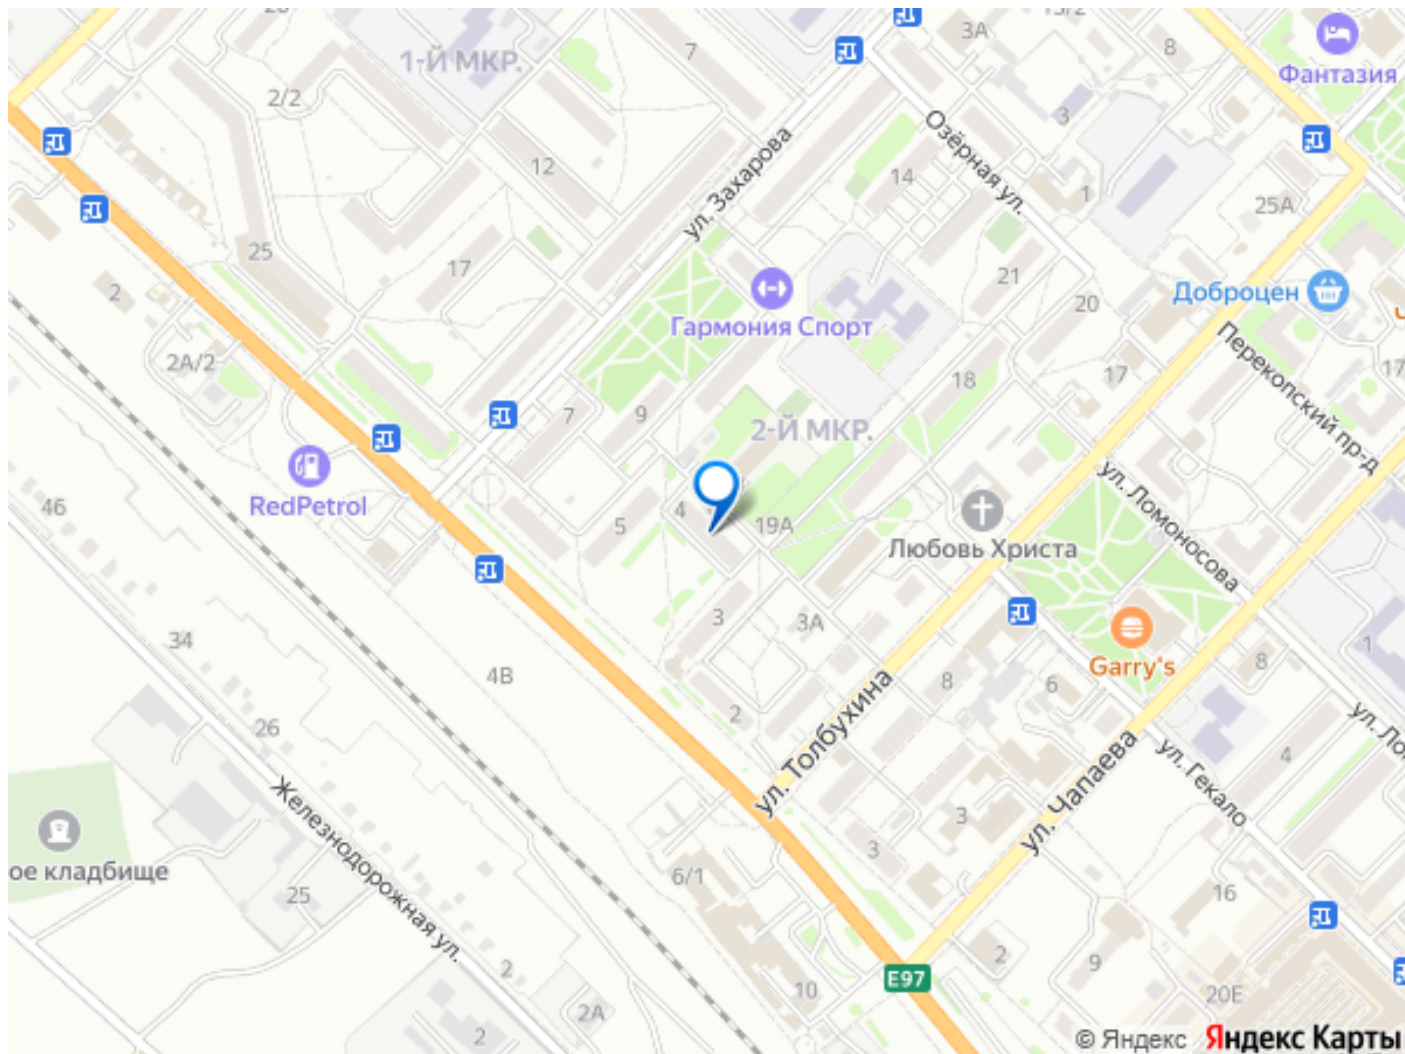 13/2
3А
7
8
1-Й МКР.
Фантазия
2/2
3
12
Озёрная ул.
ул. Захарова
14
1
25А
25
17
21
2
20
Доброцен
Гармония Спорт
Перекопский пр-д
2А/2
17
17
18
7
9
2-Й МКР.
RedPetrol
46
4
5
19А
ул. Ломоносова
Любовь Христа
3
3А
34
4В
Garry's
8
1
8
6
2
26
ул. Толбухина
ул. Чапаева
ул. Гекало
ул. Ло
4
Железнодорожная ул.
3
3
ое кладбище
6/1
25
16
2
2
9
E97
10
20Е
2А
2
© Яндекс Яндекс Карты